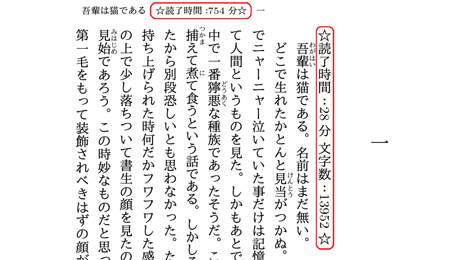 吾輩は猫である ☆読了時間:754 分☆ 一
一
☆読了時間:28 分 文字数:13952☆
吾輩は猫である。名前はまだ無い。
どこで生れたかとんと見当がつかぬ。
でニャーニャー泣いていた事だけは記憶
て人間というものを見た。しかもあとで
中で一番獰悪な種族であったそうだ。こ
捕えて煮て食うという話である。しかしそ
たから別段恐しいとも思わなかった。た
持ち上げられた時何だかフワフワした感
の上で少し落ちついて書生の顔を見たの
見始であろう。この時妙なものだと思っ
第一毛をもって装飾されべきはずの顔が